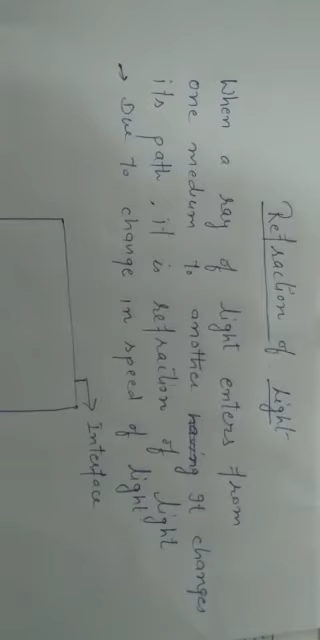 Refraction of light
When a ray of light enters from
one medium to another It changes
its path, it is refraction of light
→ Due to change in speed of light
Interface